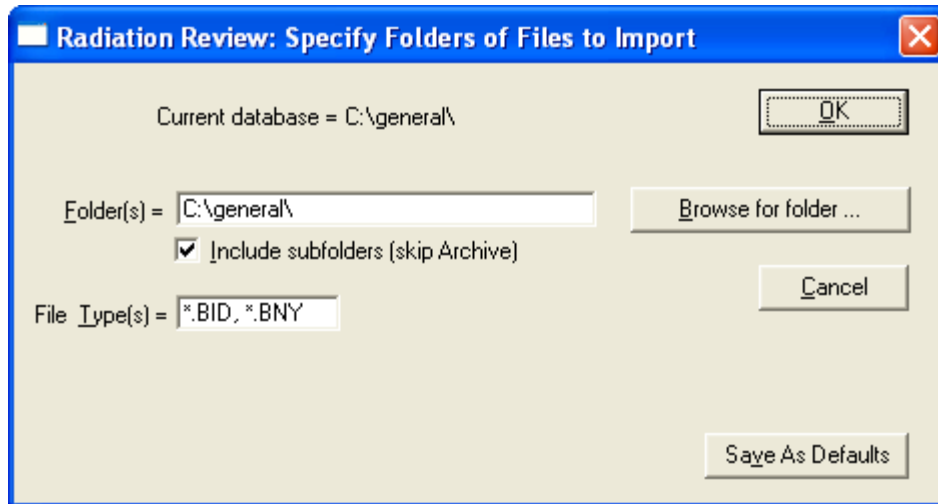 Radiation Review: Specify Folders of Files to Import
Current database = C:\general\
OK
Folder(s) = C:\general\
Browse for folder ...
Include subfolders (skip Archive)
Cancel
File Type(s) = *.BID, *.BNY
Save As Defaults